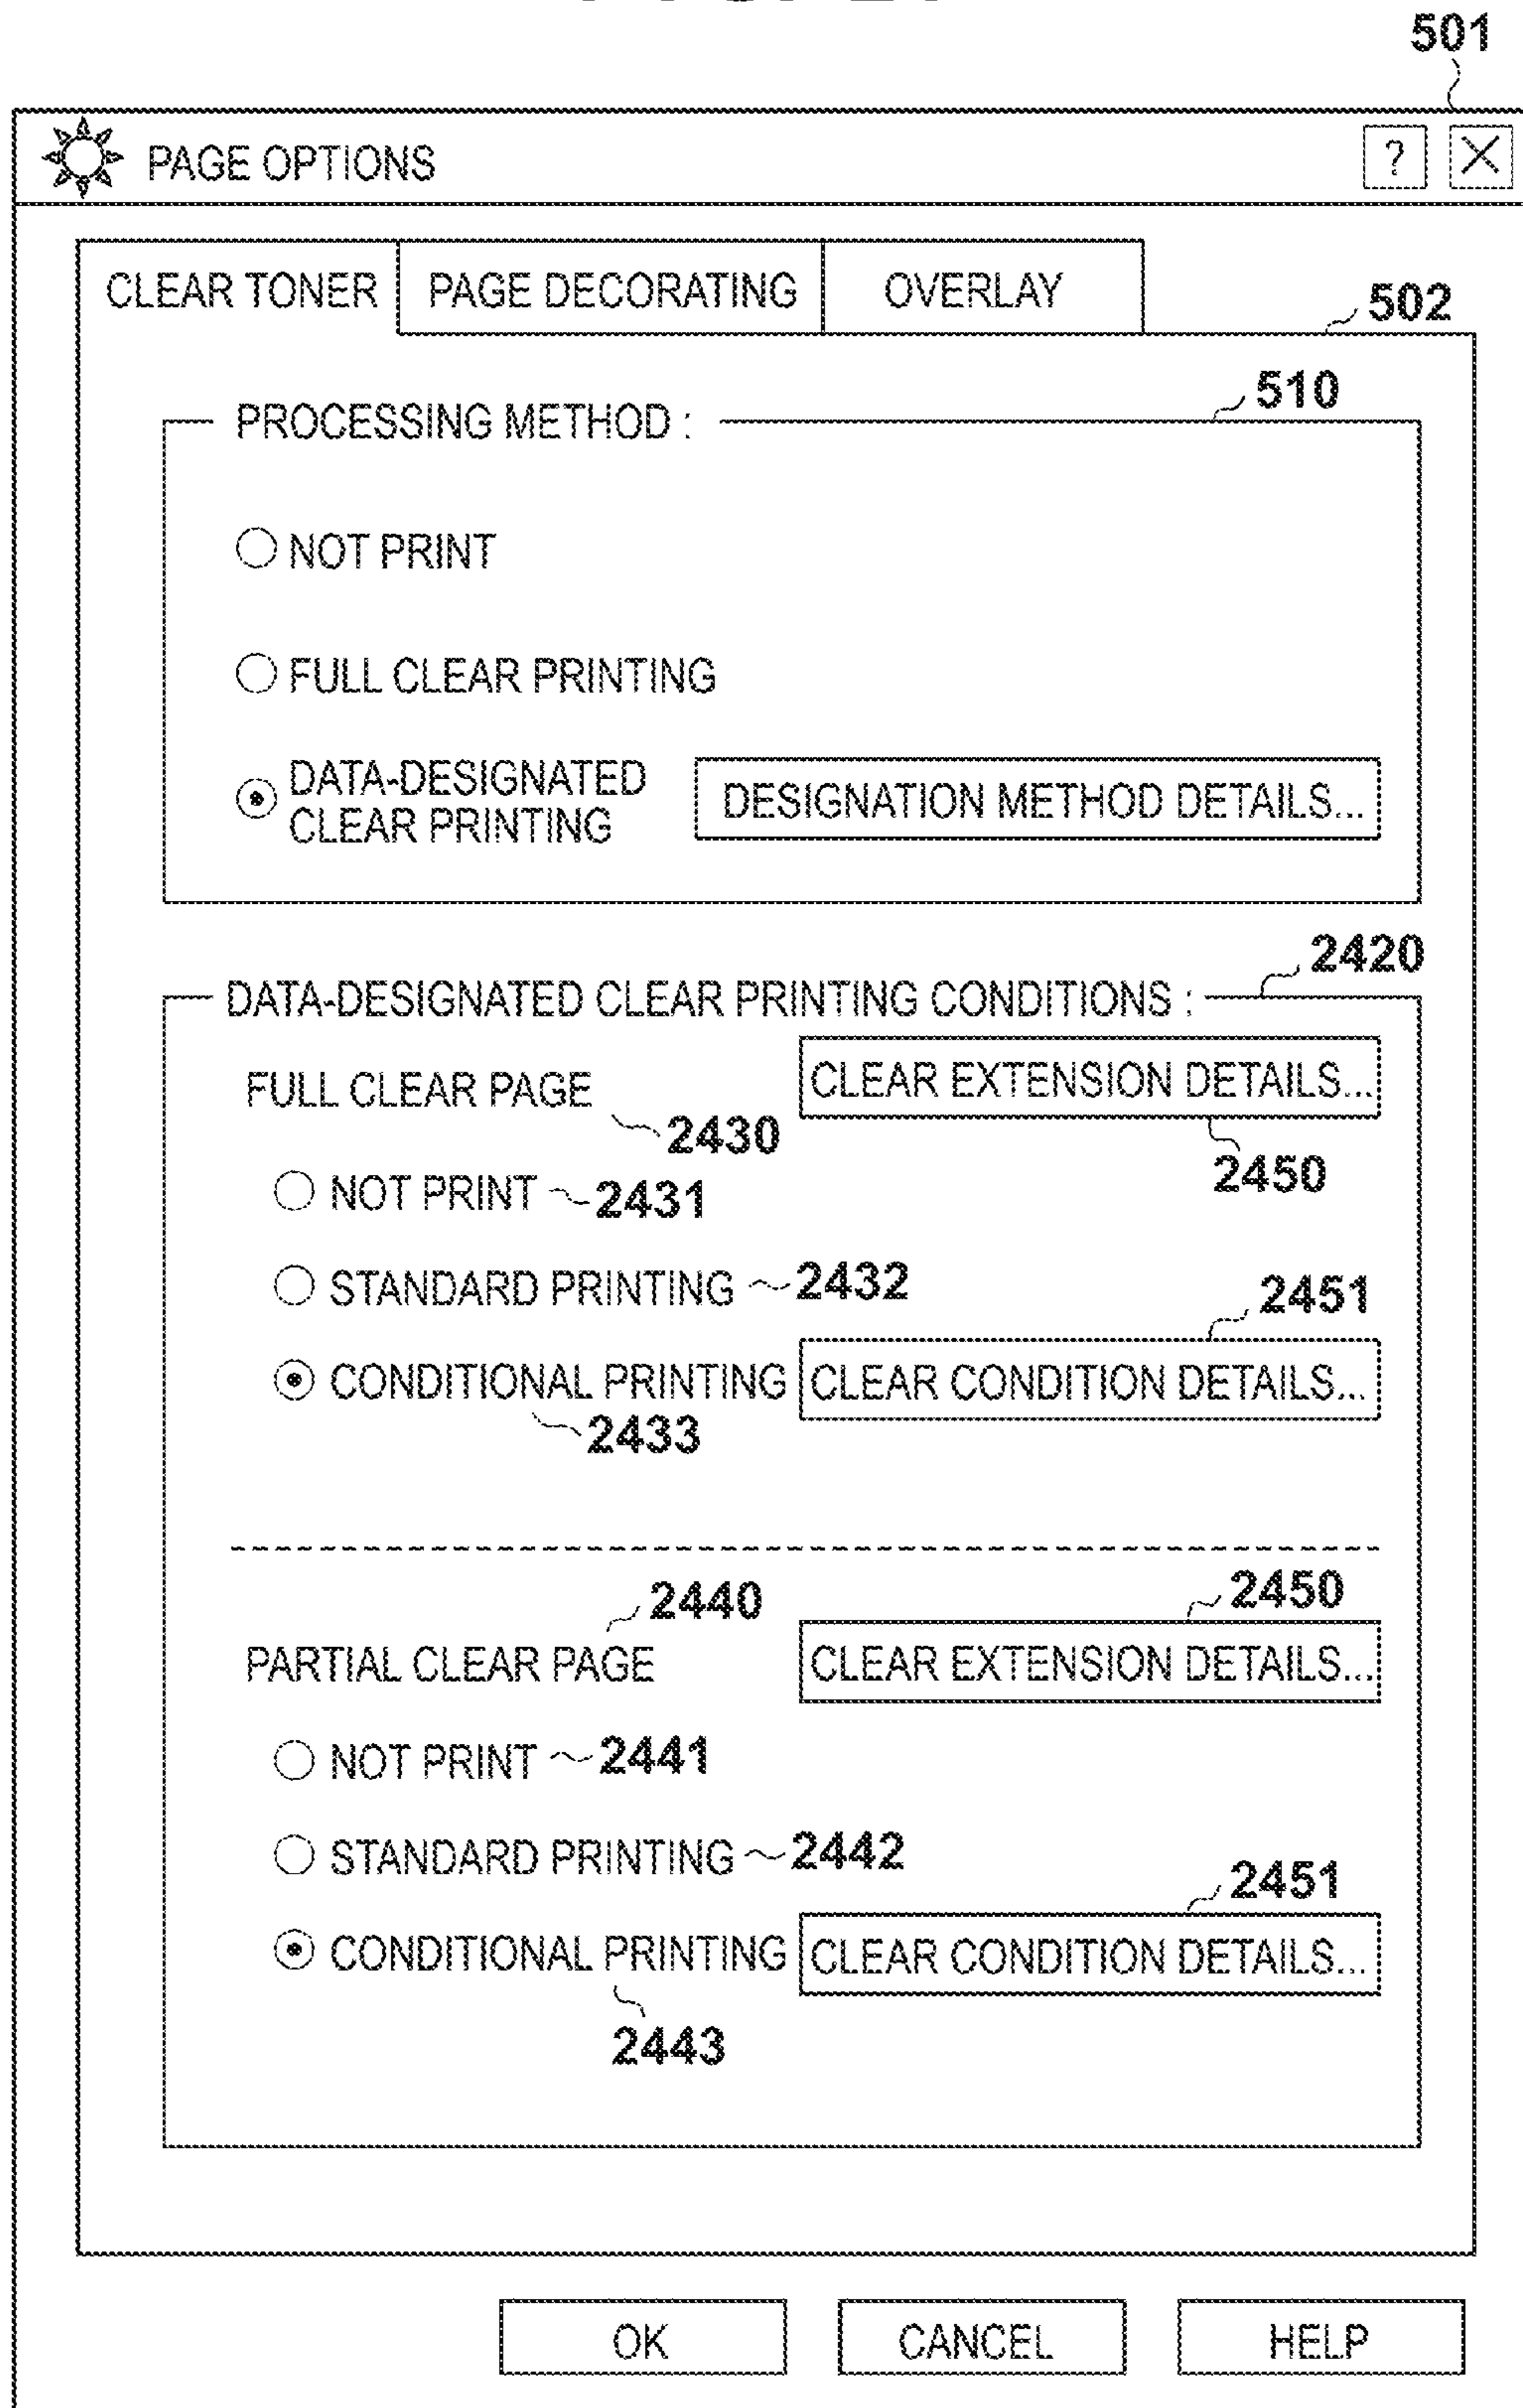 501
PAGE OPTIONS ? X
CLEAR TONER PAGE DECORATING OVERLAY
502
510
PROCESSING METHOD :
NOT PRINT
FULL CLEAR PRINTING
DATA-DESIGNATED
CLEAR PRINTING
DESIGNATION METHOD DETAILS...
2420
DATA-DESIGNATED CLEAR PRINTING CONDITIONS :
FULL CLEAR PAGE CLEAR EXTENSION DETAILS...
2430
2450
NOT PRINT 2431
STANDARD PRINTING 2432
2451
CONDITIONAL PRINTING CLEAR CONDITION DETAILS...
2433
2440 2450
PARTIAL CLEAR PAGE CLEAR EXTENSION DETAILS...
NOT PRINT 2441
STANDARD PRINTING 2442
2451
CONDITIONAL PRINTING CLEAR CONDITION DETAILS...
2443
OK CANCEL HELP